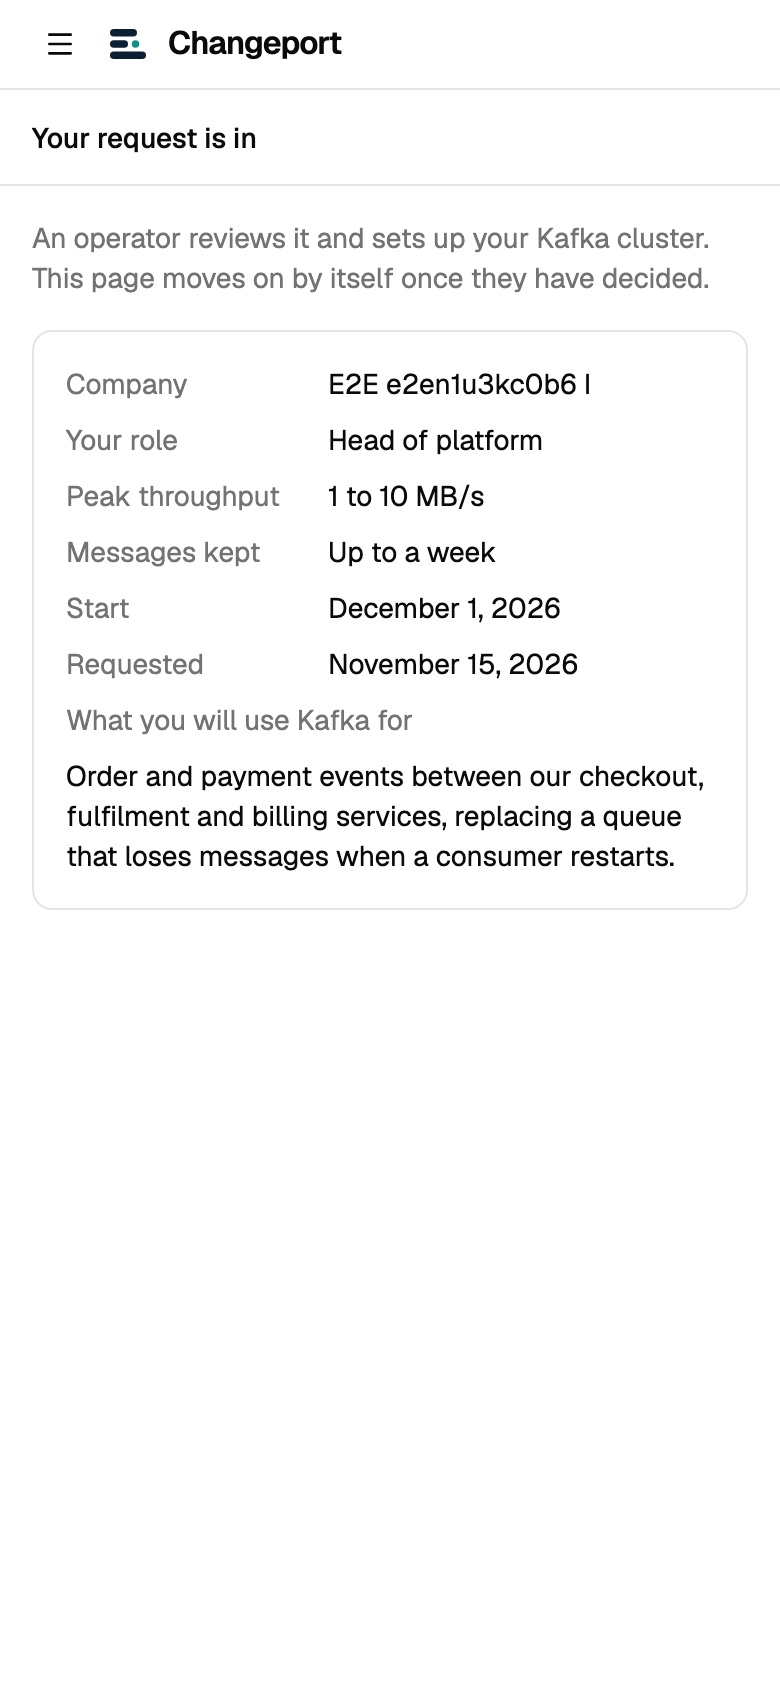 Changeport
Your request is in
An operator reviews it and sets up your Kafka cluster.
This page moves on by itself once they have decided.
Company E2E e2en1u3kc0b6 I
Your role Head of platform
Peak throughput 1 to 10 MB/s
Messages kept Up to a week
Start December 1, 2026
Requested November 15, 2026
What you will use Kafka for
Order and payment events between our checkout,
fulfilment and billing services, replacing a queue
that loses messages when a consumer restarts.